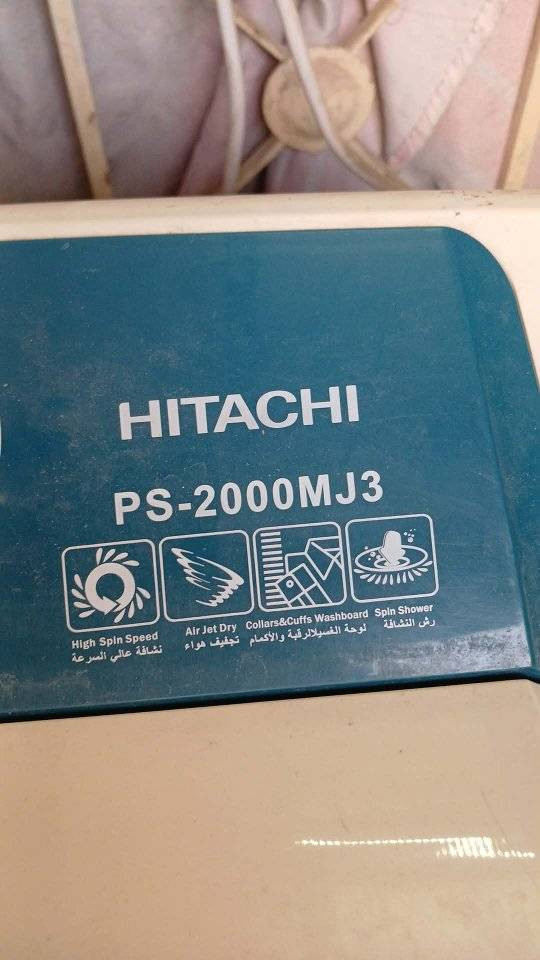 HITACHI
PS-2000MJ3
High Spin Speed
نشافة عالي السرعة
Air Jet Dry
تجفيف هواء
Collars&Cuffs Washboard
لوحة الغسيلالرقبة والأكمام
Spin Shower
رش النشافة